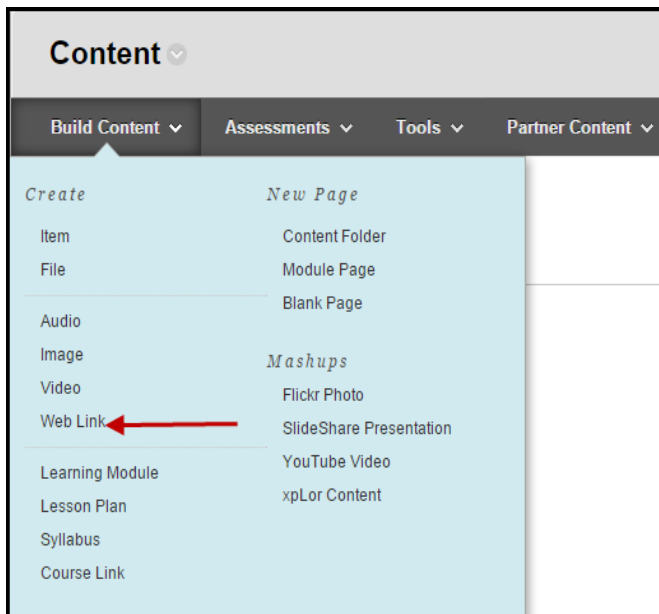 Content
Build Content
Assessments
Tools
Partner Content
Create
Item
File
Audio
Image
Video
Web Link
Learning Module
Lesson Plan
Syllabus
Course Link
New Page
Content Folder
Module Page
Blank Page
Mashups
Flickr Photo
SlideShare Presentation
YouTube Video
xpLor Content